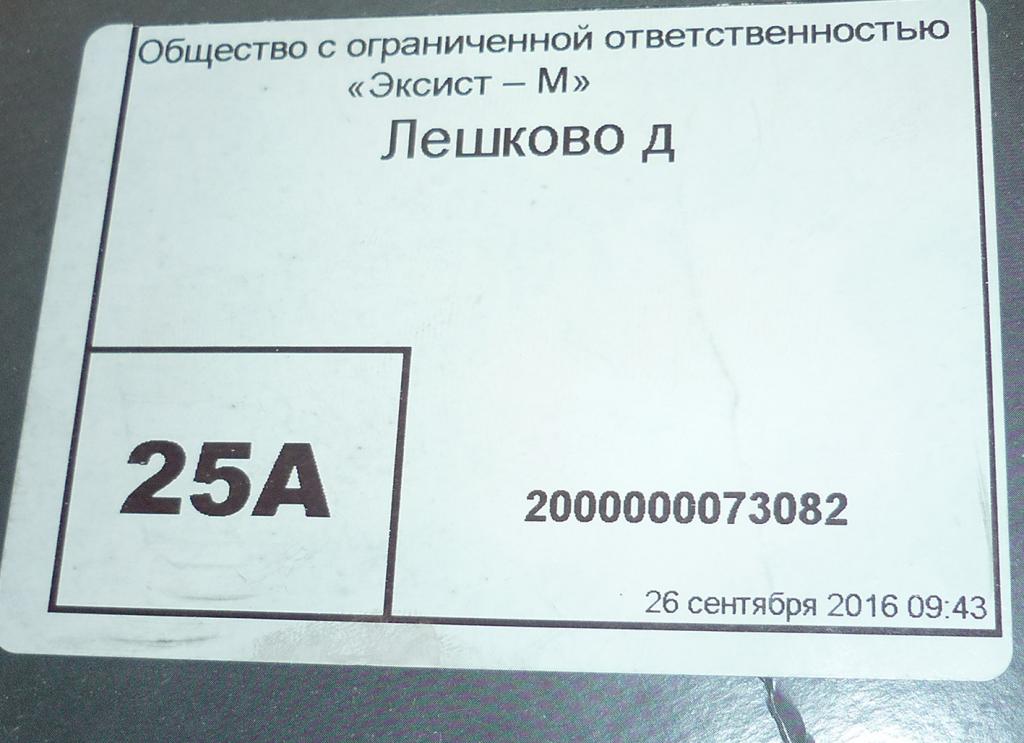 Общество с ограниченной ответственностью
«Эксист – М»
Лешково д
25А
2000000073082
26 сентября 2016 09:43